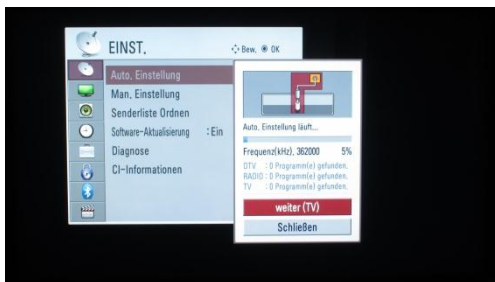 EINST.
Bew. OK
Auto. Einstellung
Man. Einstellung
Senderliste Ordnen
Software-Aktualisierung : Ein
Diagnose
CI-Informationen
Auto. Einstellung läuft...
Frequenz(kHz), 362000 5%
DTV : 0 Programm(e) gefunden.
RADIO : 0 Programm(e) gefunden.
TV : 0 Programm(e) gefunden.
weiter (TV)
Schließen